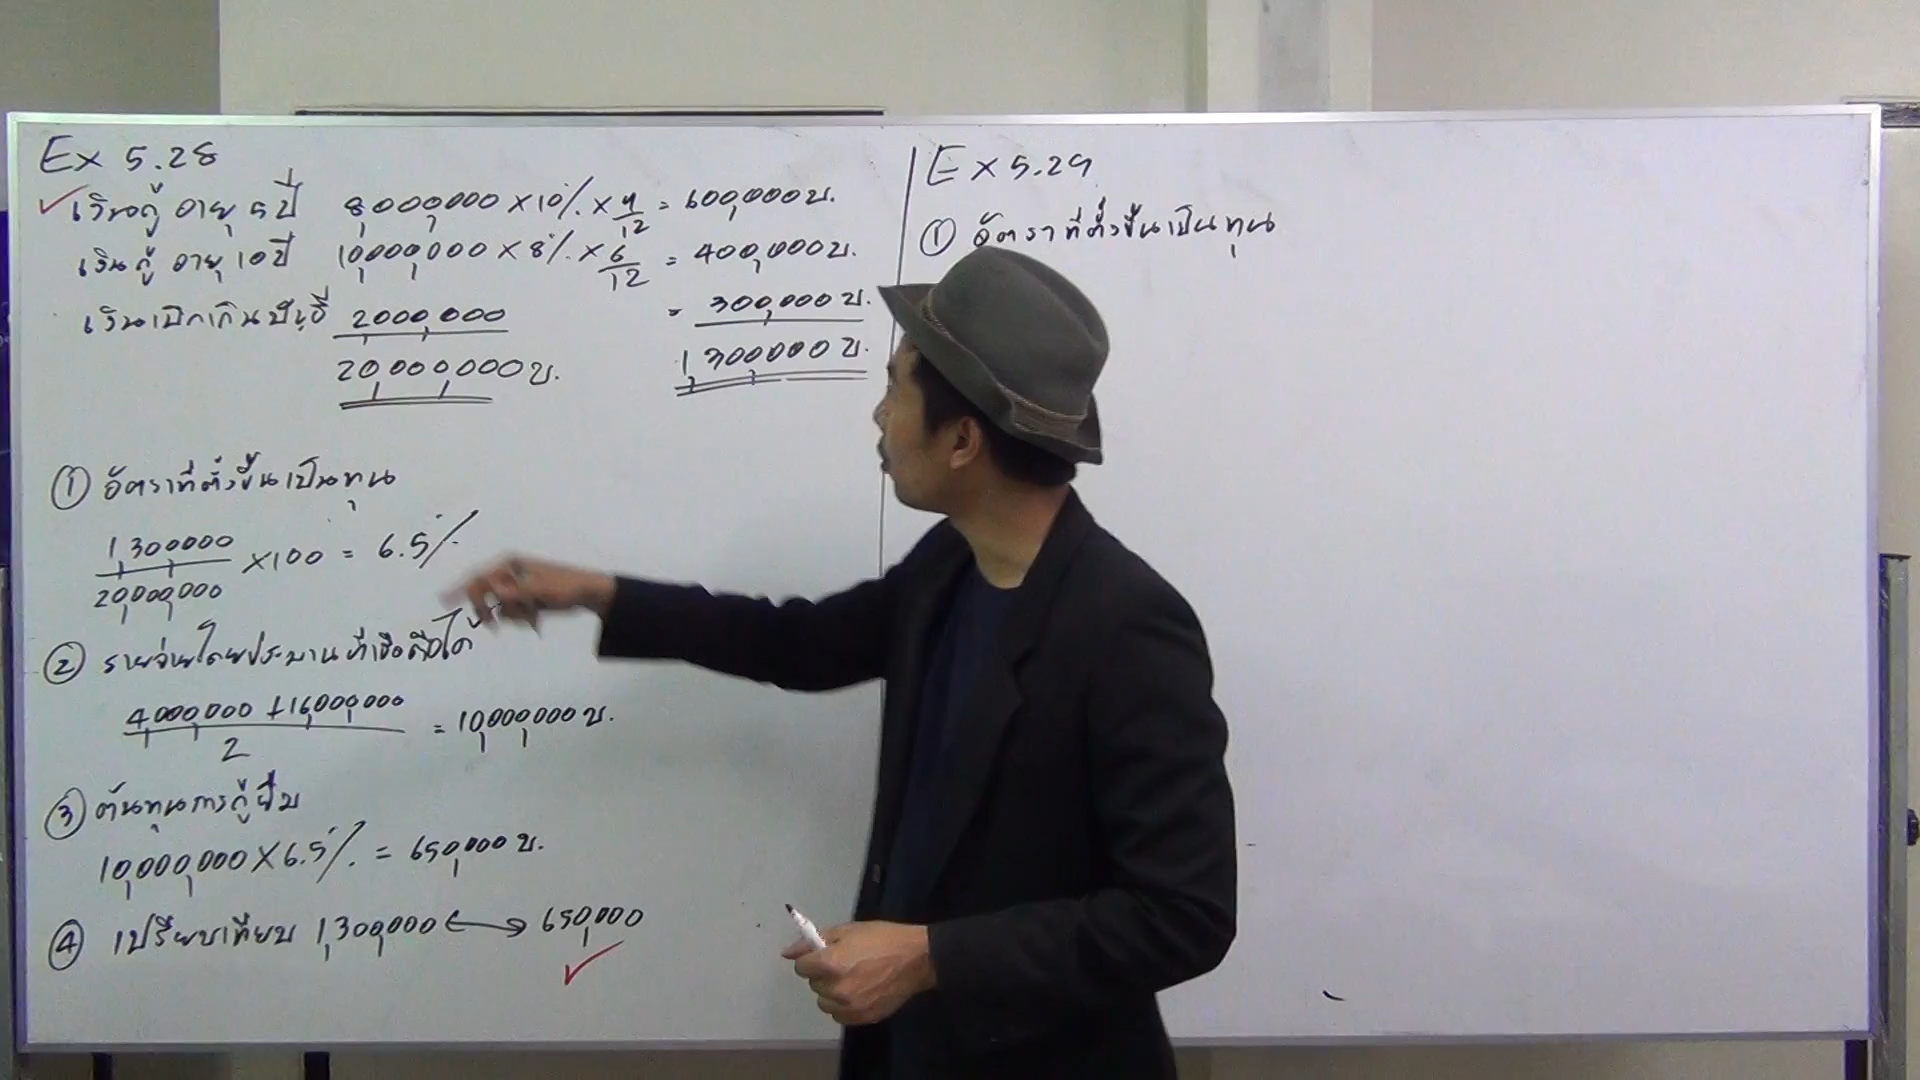 Ex 5.28
✓ เงินกู้ อายุ 5 ปี 8,000,000 × 10% × 9/12 = 600,000 บ.
เงินกู้ อายุ 10 ปี 10,000,000 × 8% × 6/12 = 400,000 บ.
เงินเบิกเกินบัญชี 2,000,000 = 300,000 บ.
20,000,000 บ. 1,300,000 บ.
① อัตราที่ตั้งขึ้นเป็นทุน
1,300,000
20,000,000
×100 = 6.5%
② รายจ่ายโดยประมาณที่เชื่อถือได้
4,000,000 + 16,000,000
2
= 10,000,000 บ.
③ ต้นทุนการกู้ยืม
10,000,000 × 6.5% = 650,000 บ.
④ เปรียบเทียบ 1,300,000 ↔ 650,000
✓
Ex 5.29
① อัตราที่ตั้งขึ้นเป็นทุน